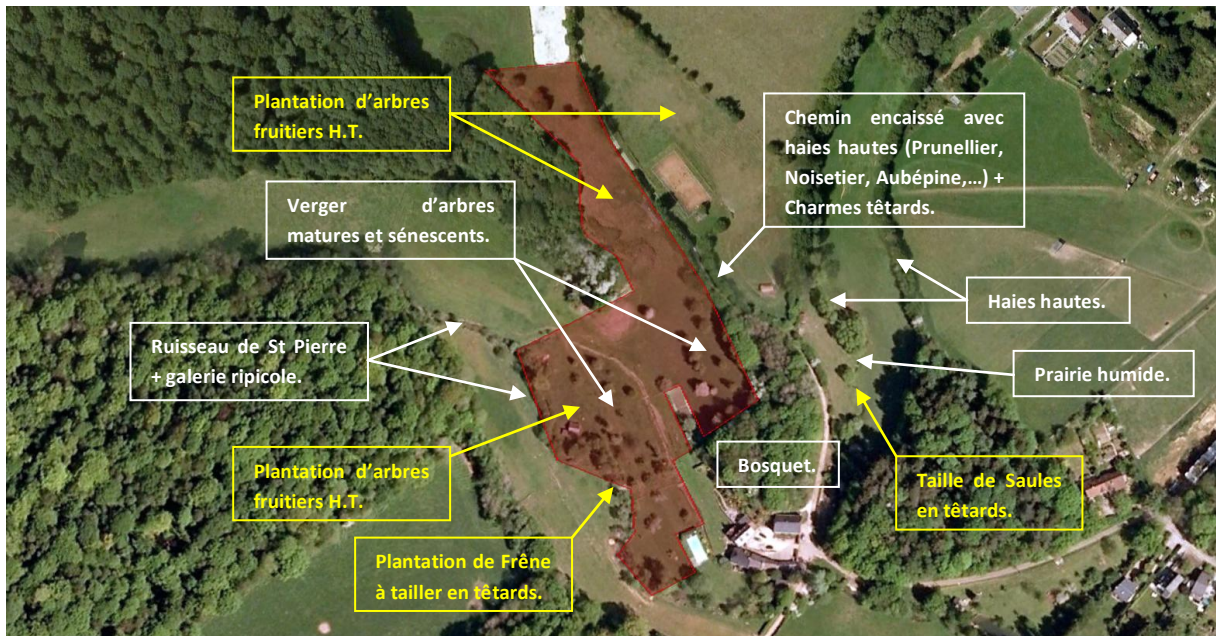 Plantation d’arbres
fruitiers H.T.
Chemin encaissé avec
haies hautes (Prunellier,
Noisetier, Aubépine,…) +
Charmes têtards.
Verger d’arbres
matures et sénescents.
Haies hautes.
Ruisseau de St Pierre
+ galerie ripicole.
Prairie humide.
Plantation d’arbres
fruitiers H.T.
Bosquet.
Taille de Saules
en têtards.
Plantation de Frêne
à tailler en têtards.